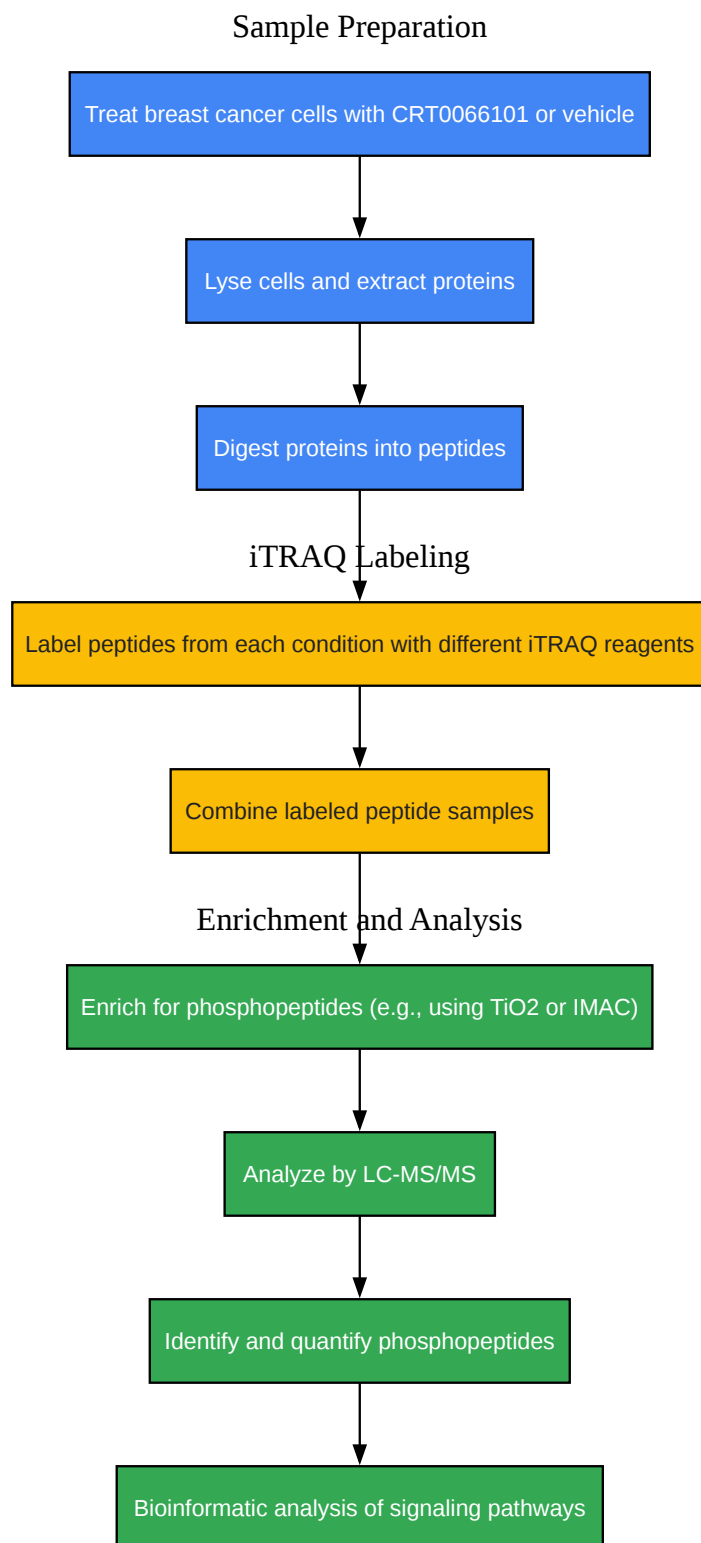 Sample Preparation
Treat breast cancer cells with CRT0066101 or vehicle
Lyse cells and extract proteins
Digest proteins into peptides
iTRAQ Labeling
Label peptides from each condition with different iTRAQ reagents
Combine labeled peptide samples
Enrichment and Analysis
Enrich for phosphopeptides (e.g., using TiO2 or IMAC)
Analyze by LC-MS/MS
Identify and quantify phosphopeptides
Bioinformatic analysis of signaling pathways